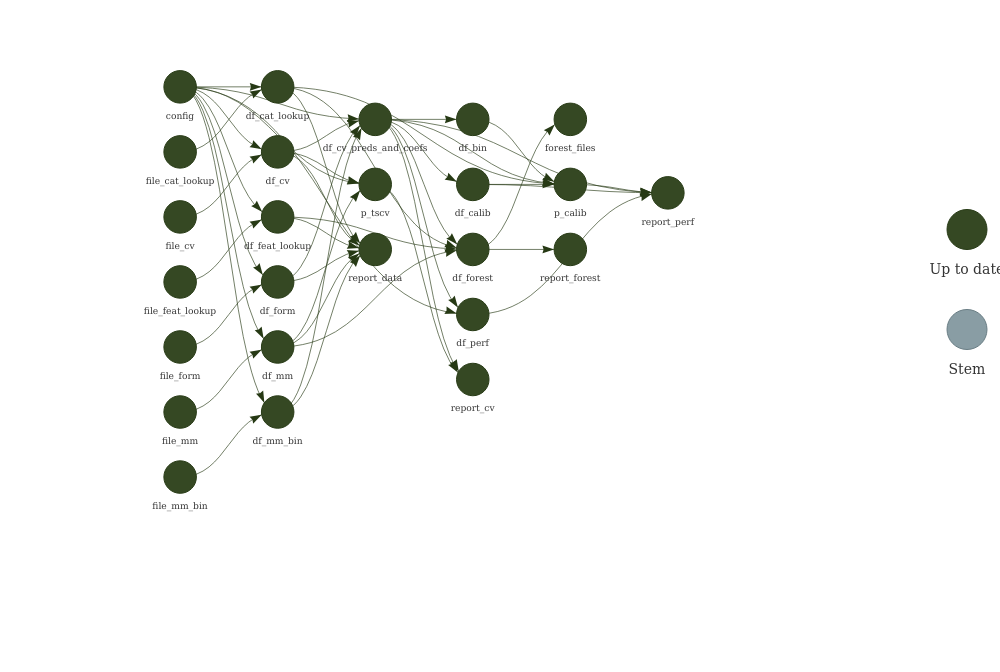 config
file_cat_lookup
file_cv
file_feat_lookup
file_form
file_mm
file_mm_bin
df_cat_lookup
df_cv
df_feat_lookup
df_form
df_mm
df_mm_bin
df_cv_preds_and_coefs
p_tscv
report_data
df_bin
df_calib
df_forest
df_perf
report_cv
forest_files
p_calib
report_forest
report_perf
Up to date
Stem